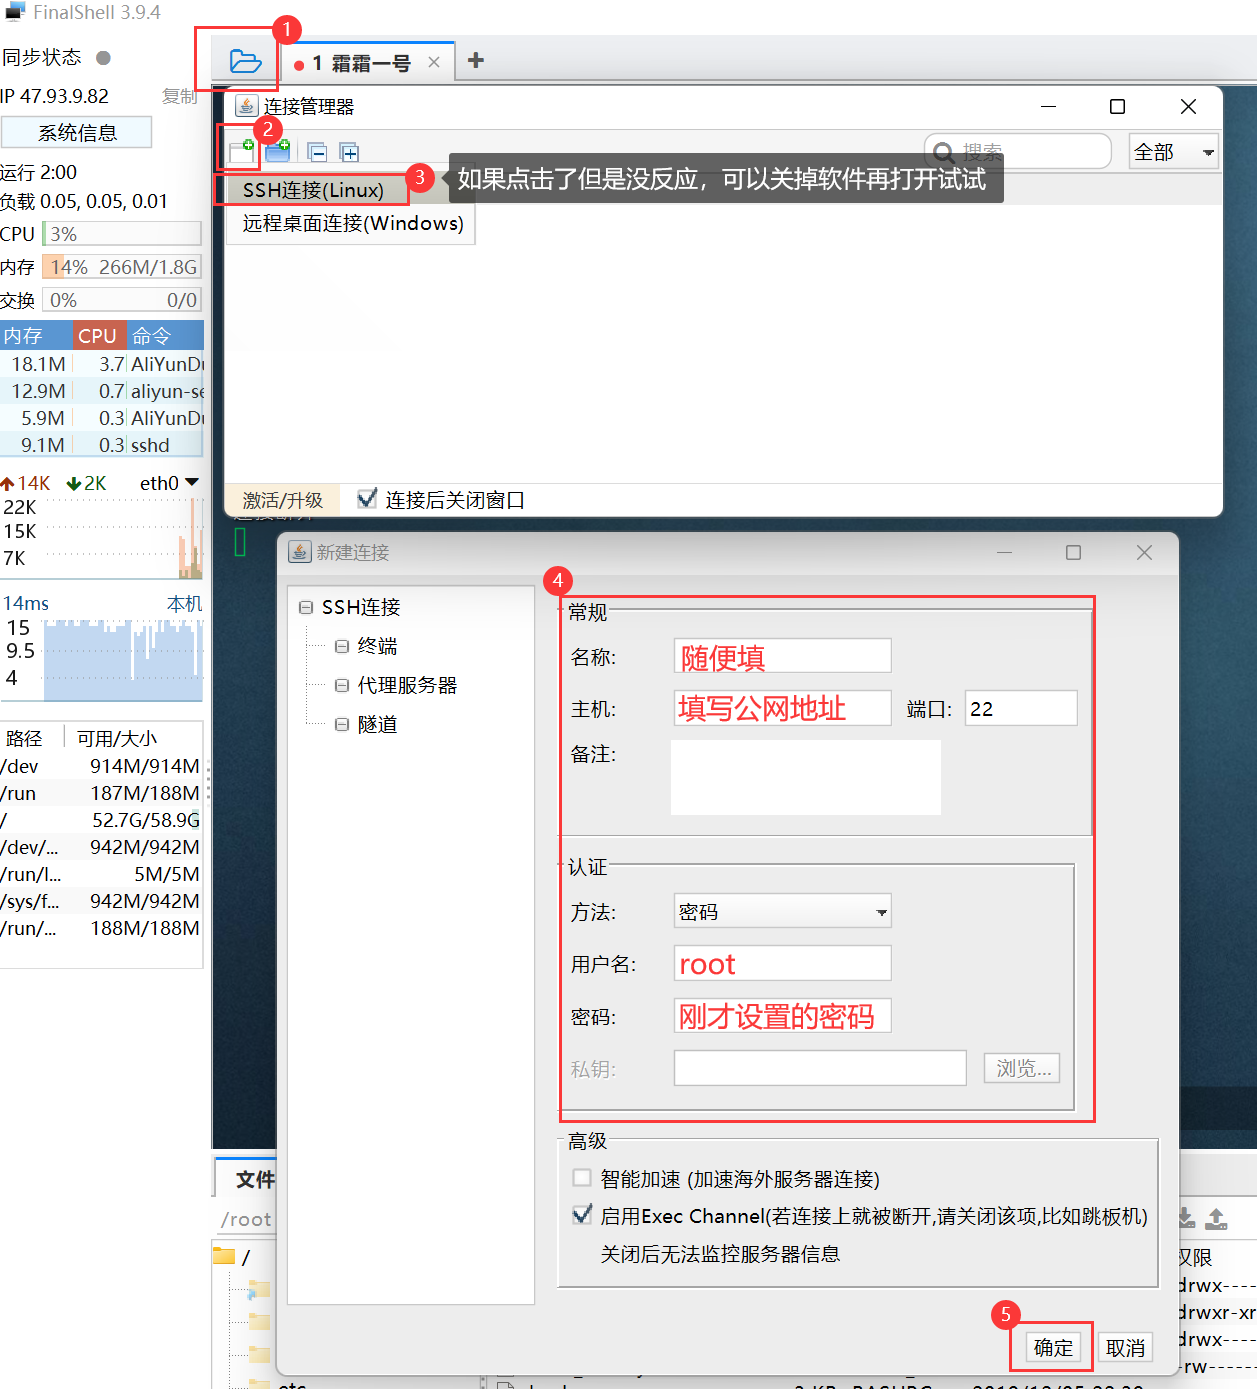 FinalShell 3.9.4
1
同步状态
1 霜霜一号
IP 47.93.9.82
复制
连接管理器
系统信息
2
搜索
全部
运行 2:00
SSH连接(Linux)
3
如果点击了但是没反应，可以关掉软件再打开试试
负载 0.05, 0.05, 0.01
远程桌面连接(Windows)
CPU 3%
内存 14% 266M/1.8G
交换 0% 0/0
内存 CPU 命令
18.1M 3.7 AliYunDu
12.9M 0.7 aliyun-se
5.9M 0.3 AliYunDu
9.1M 0.3 sshd
14K 2K eth0
激活/升级
连接后关闭窗口
22K
15K
7K
新建连接
14ms 本机
15
9.5
4
SSH连接
终端
代理服务器
隧道
4
常规
名称: 随便填
主机: 填写公网地址 端口: 22
备注:
路径 可用/大小
/dev 914M/914M
/run 187M/188M
/ 52.7G/58.9G
/dev/... 942M/942M
/run/l... 5M/5M
/sys/f... 942M/942M
/run/... 188M/188M
认证
方法: 密码
用户名: root
密码: 刚才设置的密码
私钥: 浏览...
高级
智能加速 (加速海外服务器连接)
启用Exec Channel(若连接上就被断开,请关闭该项,比如跳板机)
关闭后无法监控服务器信息
文件
/root
/
权限
drwx----
drwxr-xr
drwx----
-rw------
5
确定
取消